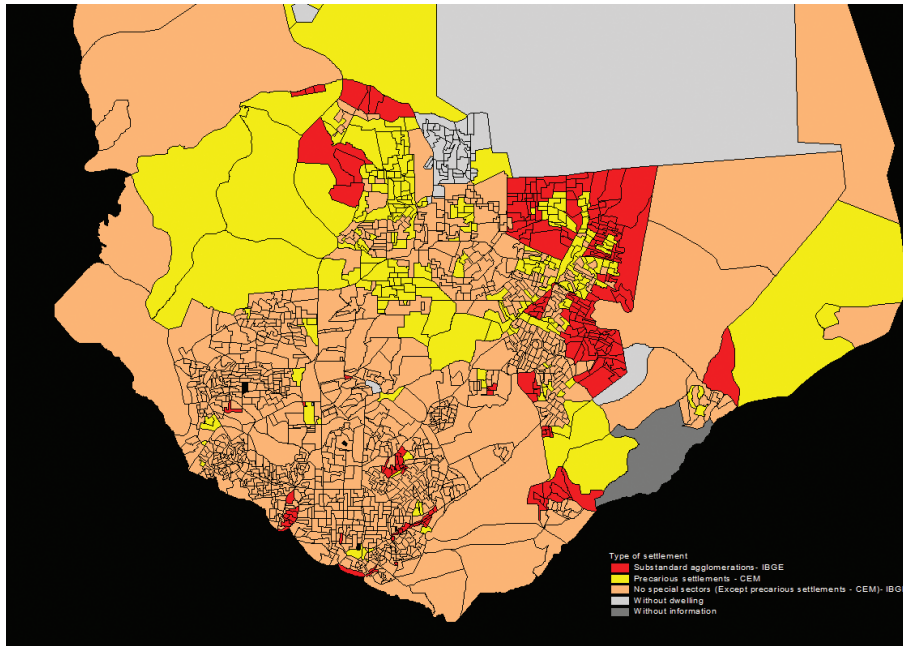 Type of settlement
Substandard agglomerations- IBGE
Precarious settlements - CEM
No special sectors (Except precarious settlements - CEM)- IBGE
Without dwelling
Without information